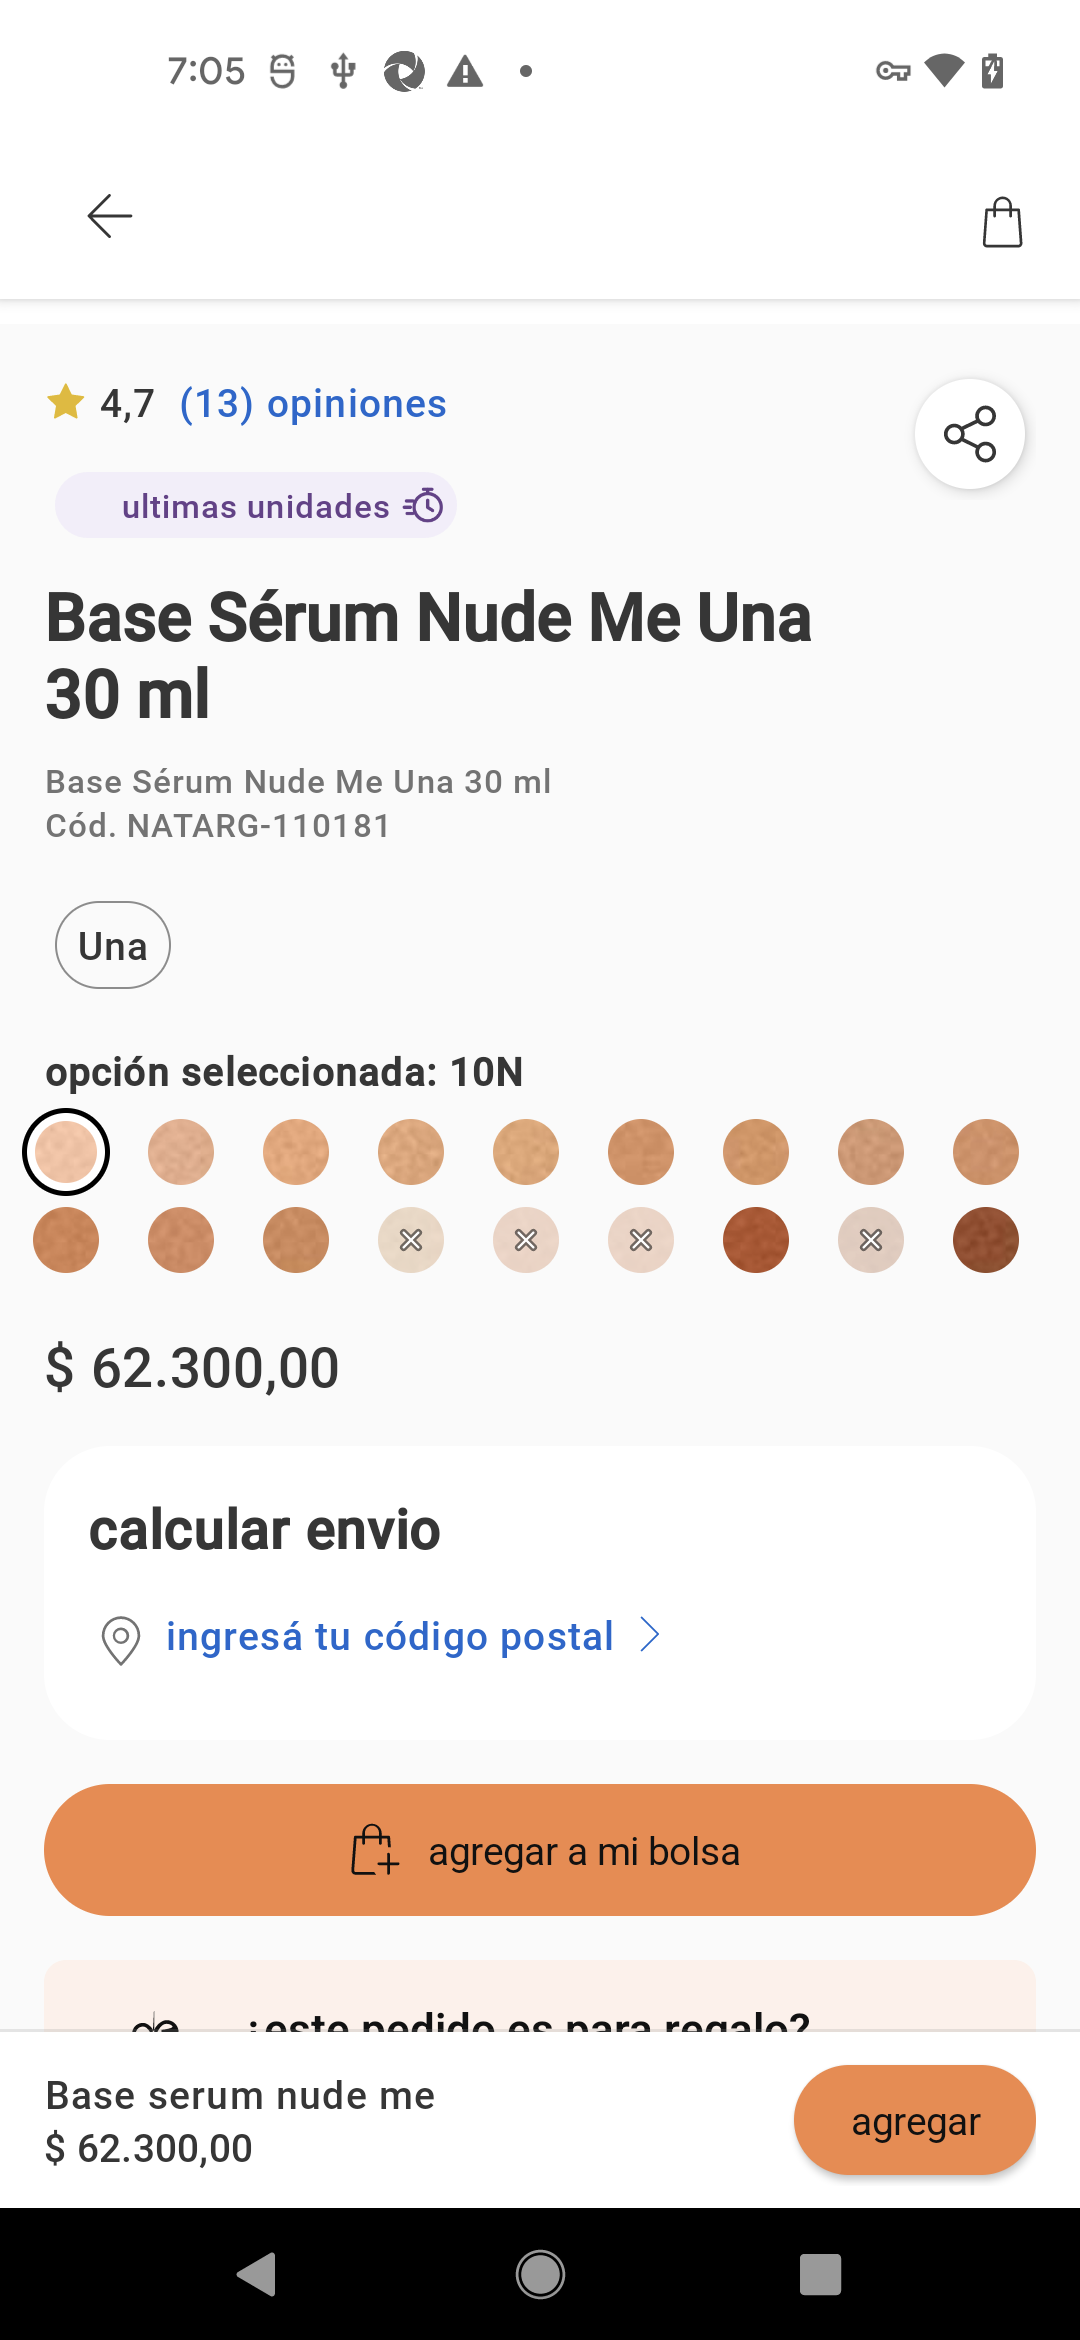 7:05
4,7 (13) opiniones
ultimas unidades
Base Sérum Nude Me Una
30 ml
Base Sérum Nude Me Una 30 ml
Cód. NATARG-110181
Una
opción seleccionada: 10N
$ 62.300,00
calcular envio
ingresá tu código postal
agregar a mi bolsa
¿este pedido es para regalo?
Base serum nude me
$ 62.300,00
agregar